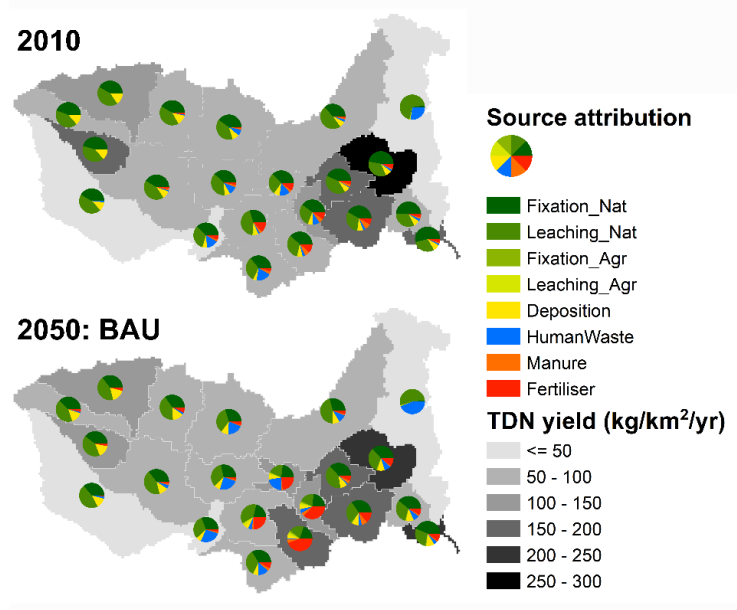 2010
2050: BAU
Source attribution
Fixation_Nat
Leaching_Nat
Fixation_Agr
Leaching_Agr
Deposition
HumanWaste
Manure
Fertiliser
TDN yield (kg/km²/yr)
<= 50
50 - 100
100 - 150
150 - 200
200 - 250
250 - 300